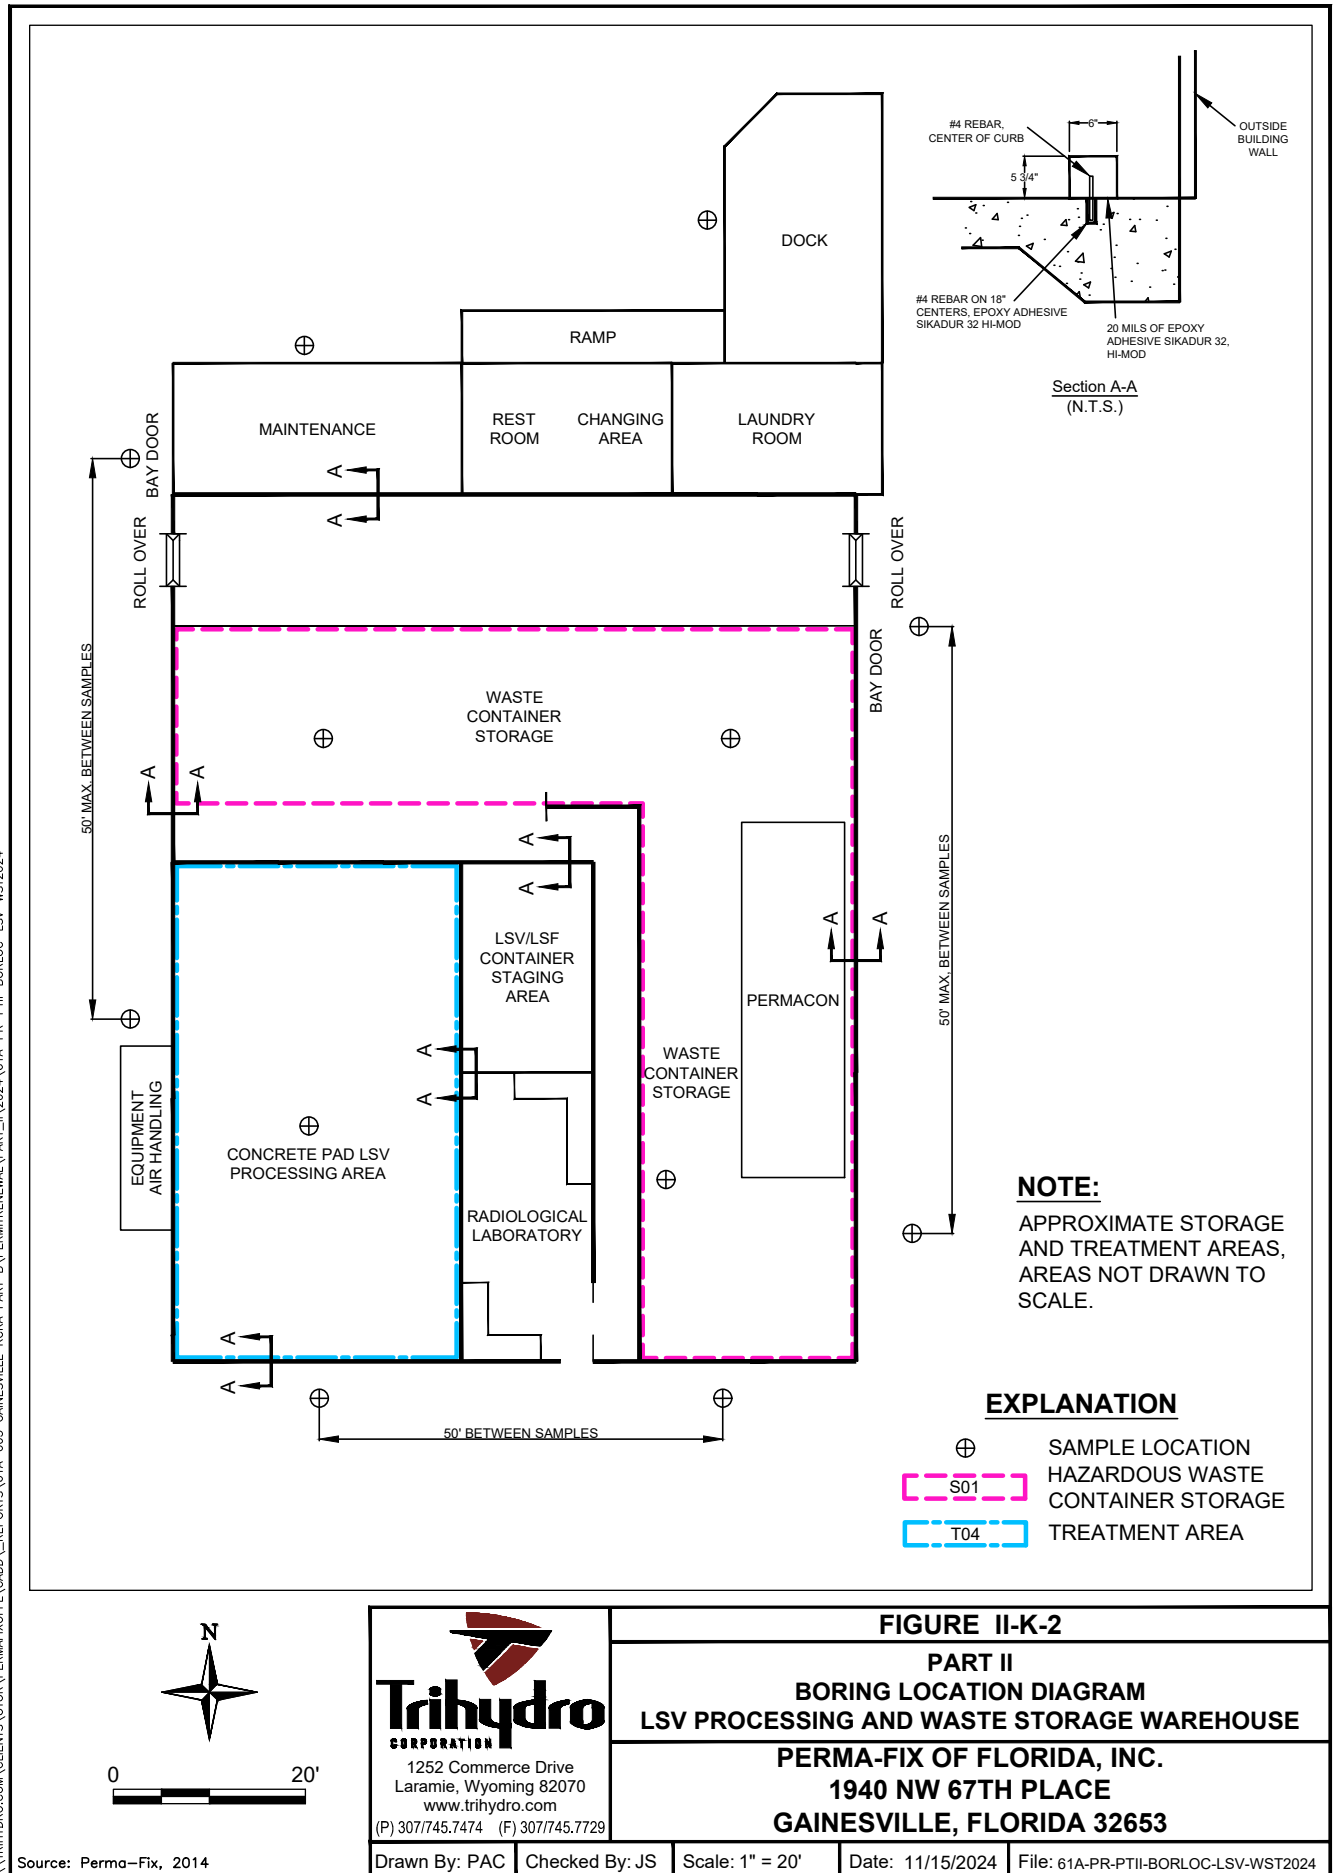 #4 REBAR,
CENTER OF CURB
6"
5 3/4"
OUTSIDE
BUILDING
WALL
#4 REBAR ON 18"
CENTERS, EPOXY ADHESIVE
SIKADUR 32 HI-MOD
20 MILS OF EPOXY
ADHESIVE SIKADUR 32,
HI-MOD
Section A-A
(N.T.S.)
DOCK
RAMP
MAINTENANCE
REST
ROOM
CHANGING
AREA
LAUNDRY
ROOM
BAY DOOR
ROLL OVER
A
A
ROLL OVER
BAY DOOR
50' MAX. BETWEEN SAMPLES
WASTE
CONTAINER
STORAGE
A
A
A
A
LSV/LSF
CONTAINER
STAGING
AREA
A
A
PERMACON
50' MAX, BETWEEN SAMPLES
WASTE
CONTAINER
STORAGE
A
A
EQUIPMENT
AIR HANDLING
CONCRETE PAD LSV
PROCESSING AREA
RADIOLOGICAL
LABORATORY
A
A
50' BETWEEN SAMPLES
NOTE:
APPROXIMATE STORAGE
AND TREATMENT AREAS,
AREAS NOT DRAWN TO
SCALE.
EXPLANATION
SAMPLE LOCATION
S01
HAZARDOUS WASTE
CONTAINER STORAGE
T04
TREATMENT AREA
N
0 20'
Source: Perma-Fix, 2014
Trihydro
CORPORATION
1252 Commerce Drive
Laramie, Wyoming 82070
www.trihydro.com
(P) 307/745.7474 (F) 307/745.7729
FIGURE II-K-2
PART II
BORING LOCATION DIAGRAM
LSV PROCESSING AND WASTE STORAGE WAREHOUSE
PERMA-FIX OF FLORIDA, INC.
1940 NW 67TH PLACE
GAINESVILLE, FLORIDA 32653
Drawn By: PAC
Checked By: JS
Scale: 1" = 20'
Date: 11/15/2024
File: 61A-PR-PTII-BORLOC-LSV-WST2024